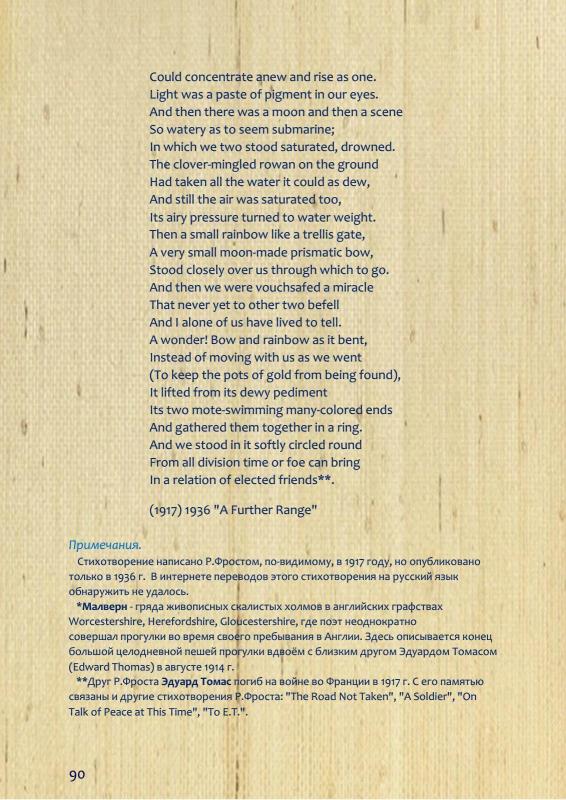 Could concentrate anew and rise as one.
Light was a paste of pigment in our eyes.
And then there was a moon and then a scene
So watery as to seem submarine;
In which we two stood saturated, drowned.
The clover-mingled rowan on the ground
Had taken all the water it could as dew,
And still the air was saturated too,
Its airy pressure turned to water weight.
Then a small rainbow like a trellis gate,
A very small moon-made prismatic bow,
Stood closely over us through which to go.
And then we were vouchsafed a miracle
That never yet to other two befell
And I alone of us have lived to tell.
A wonder! Bow and rainbow as it bent,
Instead of moving with us as we went
(To keep the pots of gold from being found),
It lifted from its dewy pediment
Its two mote-swimming many-colored ends
And gathered them together in a ring.
And we stood in it softly circled round
From all division time or foe can bring
In a relation of elected friends**.
(1917) 1936 "A Further Range"
Примечания.
Стихотворение написано Р.Фростом, по-видимому, в 1917 году, но опубликовано
только в 1936 г. В интернете переводов этого стихотворения на русский язык
обнаружить не удалось.
*Малверн - гряда живописных скалистых холмов в английских графствах
Worcestershire, Herefordshire, Gloucestershire, где поэт неоднократно
совершал прогулки во время своего пребывания в Англии. Здесь описывается конец
большой целодневной пешей прогулки вдвоём с близким другом Эдуардом Томасом
(Edward Thomas) в августе 1914 г.
**Друг Р.Фроста Эдуард Томас погиб на войне во Франции в 1917 г. С его памятью
связаны и другие стихотворения Р.Фроста: "The Road Not Taken", "A Soldier", "On
Talk of Peace at This Time", "To E.T.".
90